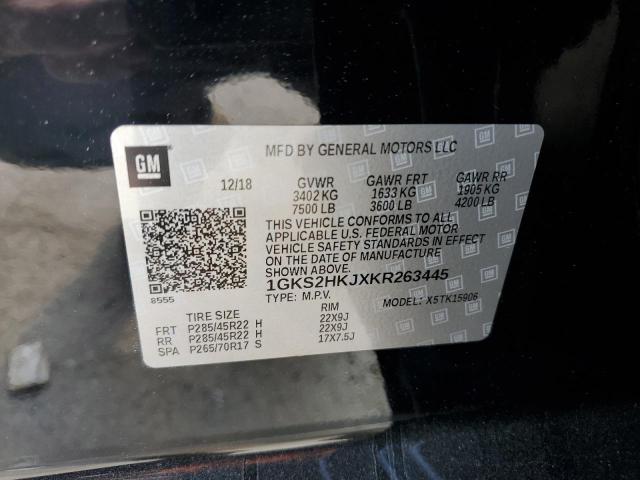 GM
MFD BY GENERAL MOTORS LLC
12/18 GVWR GAWR FRT GAWR RR
3402 KG 1633 KG 1905 KG
7500 LB 3600 LB 4200 LB
THIS VEHICLE CONFORMS TO ALL
APPLICABLE U.S. FEDERAL MOTOR
VEHICLE SAFETY STANDARDS IN EFFECT
ON THE DATE OF MANUFACTURE
SHOWN ABOVE.
1GKS2HKJXKR263445
8555
TYPE: M.P.V. MODEL: X5TK15906
TIRE SIZE RIM
FRT P285/45R22 H 22X9J
RR P285/45R22 H 22X9J
SPA P265/70R17 S 17X7.5J